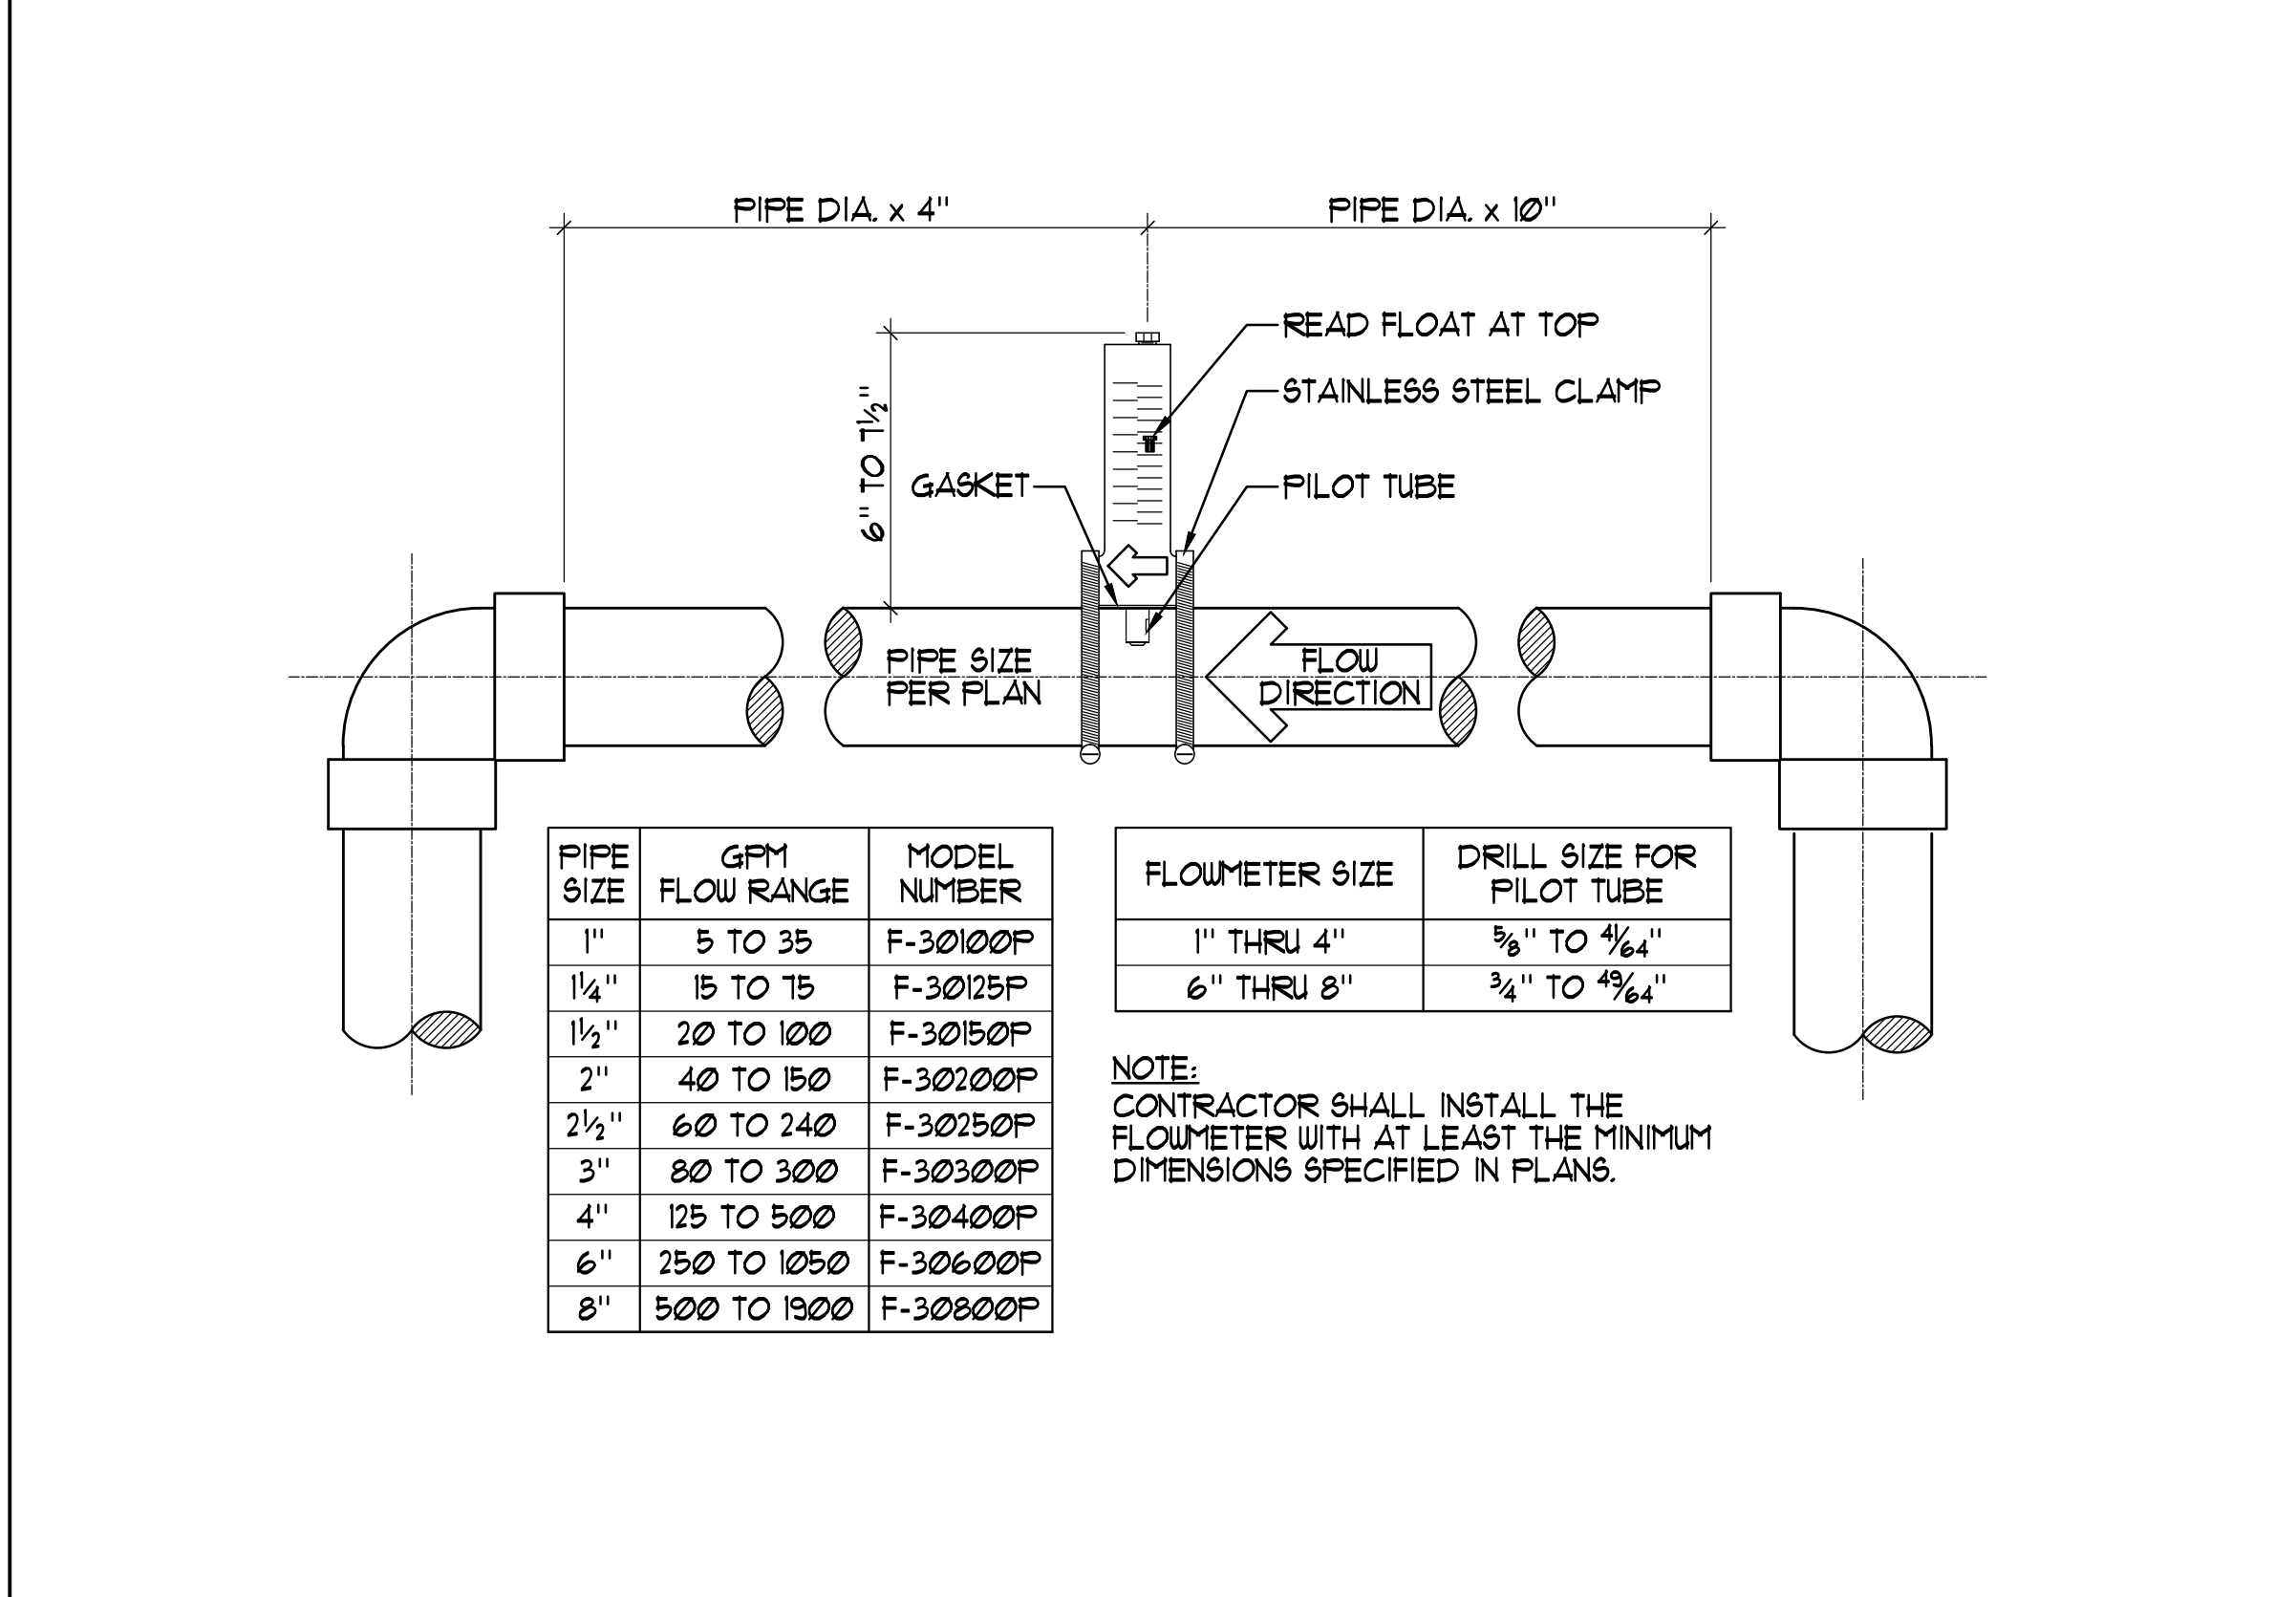 PIPE DIA. x 4"
PIPE DIA. x 10"
READ FLOAT AT TOP
STAINLESS STEEL CLAMP
6" TO 7½"
GASKET
PILOT TUBE
PIPE SIZE
PER PLAN
FLOW
DIRECTION
PIPE SIZE
GPM FLOW RANGE
MODEL NUMBER
1" 5 TO 35 F-30100P
1¼" 15 TO 75 F-30125P
1½" 20 TO 100 F-30150P
2" 40 TO 150 F-30200P
2½" 60 TO 240 F-30250P
3" 80 TO 300 F-30300P
4" 125 TO 500 F-30400P
6" 250 TO 1050 F-30600P
8" 500 TO 1900 F-30800P
FLOWMETER SIZE
DRILL SIZE FOR
PILOT TUBE
1" THRU 4" 5/8" TO 41/64"
6" THRU 8" 3/4" TO 49/64"
NOTE:
CONTRACTOR SHALL INSTALL THE
FLOWMETER WITH AT LEAST THE MINIMUM
DIMENSIONS SPECIFIED IN PLANS.